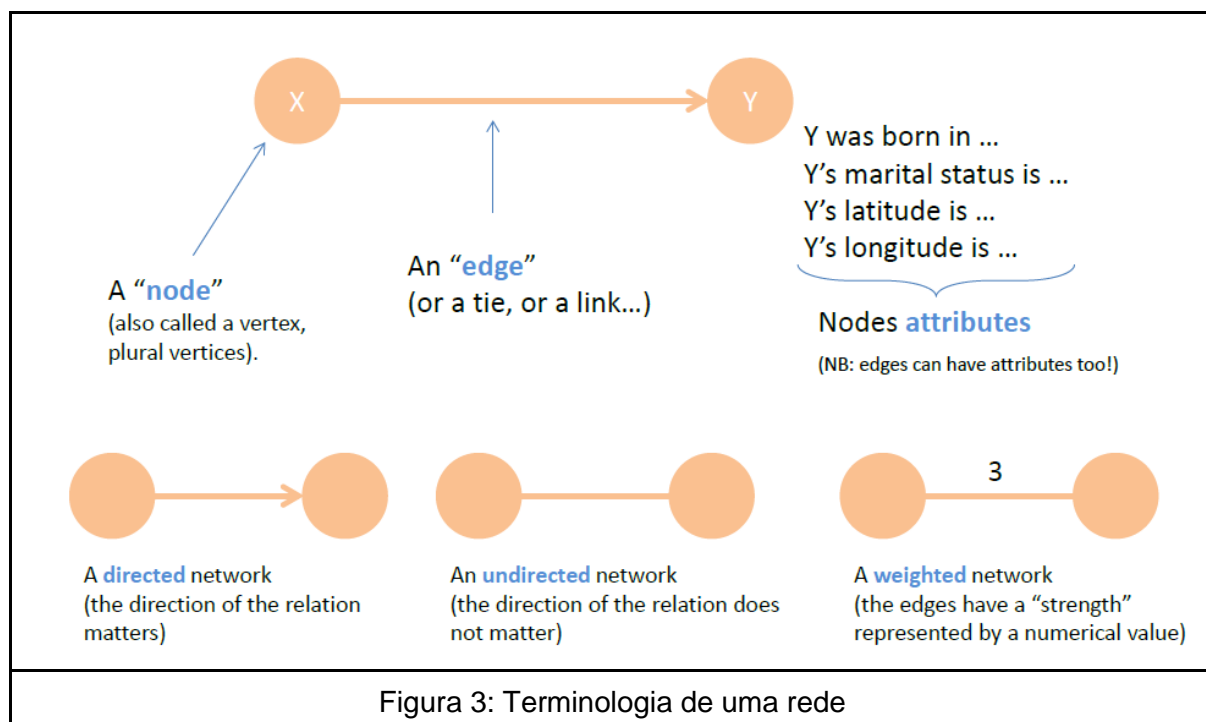 X
Y
Y was born in …
Y’s marital status is …
Y’s latitude is …
Y’s longitude is …
A “node”
(also called a vertex,
plural vertices).
An “edge”
(or a tie, or a link…)
Nodes attributes
(NB: edges can have attributes too!)
3
A directed network
(the direction of the relation
matters)
An undirected network
(the direction of the relation does
not matter)
A weighted network
(the edges have a “strength”
represented by a numerical value)
Figura 3: Terminologia de uma rede